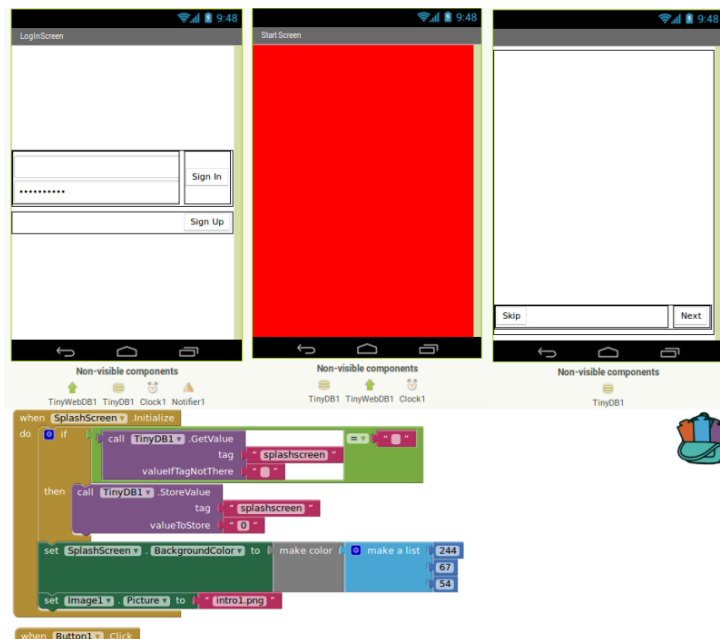 9:48
LogInScreen
Sign In
••••••••••
Sign Up
Non-visible components
TinyWebDB1 TinyDB1 Clock1 Notifier1
9:48
Start Screen
Non-visible components
TinyDB1 TinyWebDB1 Clock1
9:48
Skip Next
Non-visible components
TinyDB1
when SplashScreen .Initialize
do if call TinyDB1 .GetValue
tag " splashscreen "
valueIfTagNotThere " "
= " "
then call TinyDB1 .StoreValue
tag " splashscreen "
valueToStore " 0 "
set SplashScreen . BackgroundColor to make color make a list 244
67
54
set Image1 . Picture to " intro1.png "
when Button1 .Click